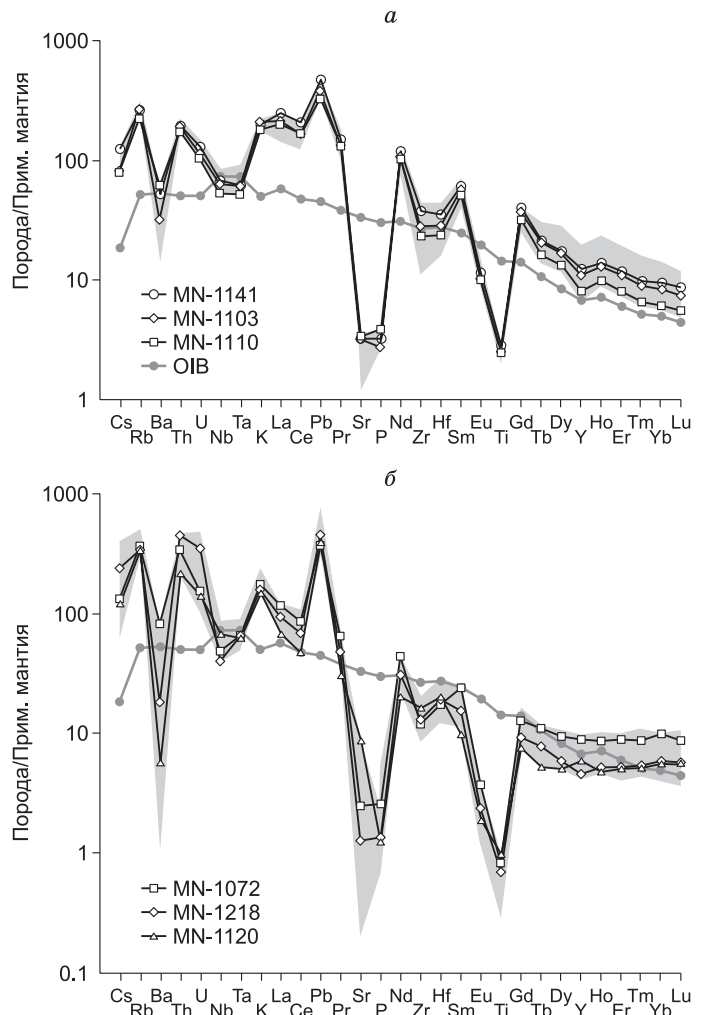 а
1000
100
10
1
Порода/Прим. мантия
MN-1141
MN-1103
MN-1110
OIB
Cs Ba U Ta La Pb Sr Nd Hf Eu Gd Dy Ho Tm Lu
Rb Th Nb K Ce Pr P Zr Sm Ti Tb Y Er Yb
б
1000
100
10
1
0.1
Порода/Прим. мантия
MN-1072
MN-1218
MN-1120
Cs Ba U Ta La Pb Sr Nd Hf Eu Gd Dy Ho Tm Lu
Rb Th Nb K Ce Pr P Zr Sm Ti Tb Y Er Yb